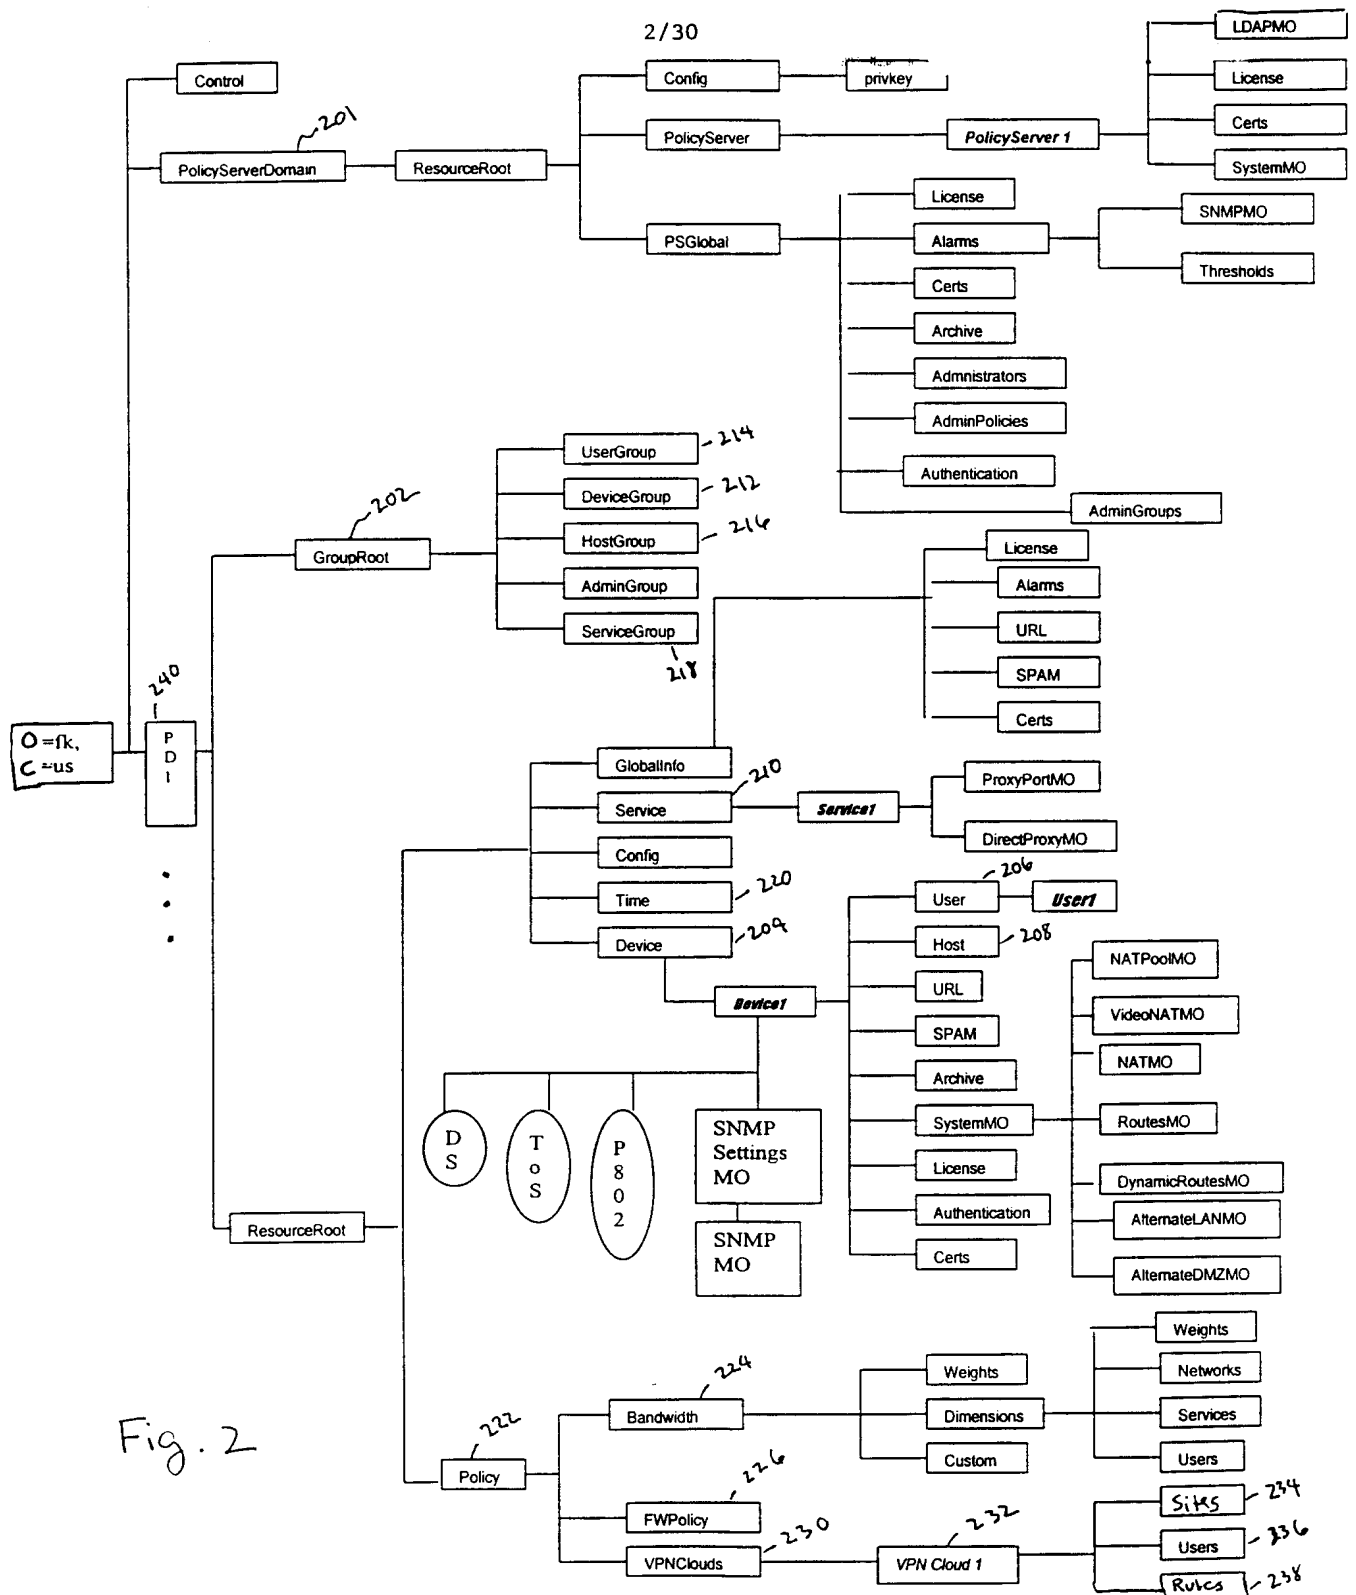 2/30
LDAPMO
Control
Config
privkey
License
201
PolicyServer
PolicyServer 1
Certs
PolicyServerDomain
ResourceRoot
SystemMO
License
SNMPMO
PSGlobal
Alarms
Thresholds
Certs
Archive
Admnistrators
AdminPolicies
UserGroup
214
Authentication
202
DeviceGroup
212
AdminGroups
HostGroup
216
GroupRoot
License
AdminGroup
Alarms
ServiceGroup
218
URL
SPAM
240
Certs
O=fk,
C=us
P
D
I
GlobalInfo
210
ProxyPortMO
Service
Service1
DirectProxyMO
Config
206
Time
220
User
User1
Device
204
Host
208
NATPoolMO
URL
Device1
VideoNATMO
SPAM
NATMO
Archive
D
S
T
o
S
P
8
0
2
SNMP
Settings
MO
SystemMO
RoutesMO
License
DynamicRoutesMO
Authentication
AlternateLANMO
ResourceRoot
SNMP
MO
Certs
AlternateDMZMO
Weights
224
Weights
Networks
Bandwidth
Dimensions
Services
222
Custom
Users
Fig. 2
Policy
226
Sites
234
FWPolicy
230
232
Users
236
VPNClouds
VPN Cloud 1
Rules
238